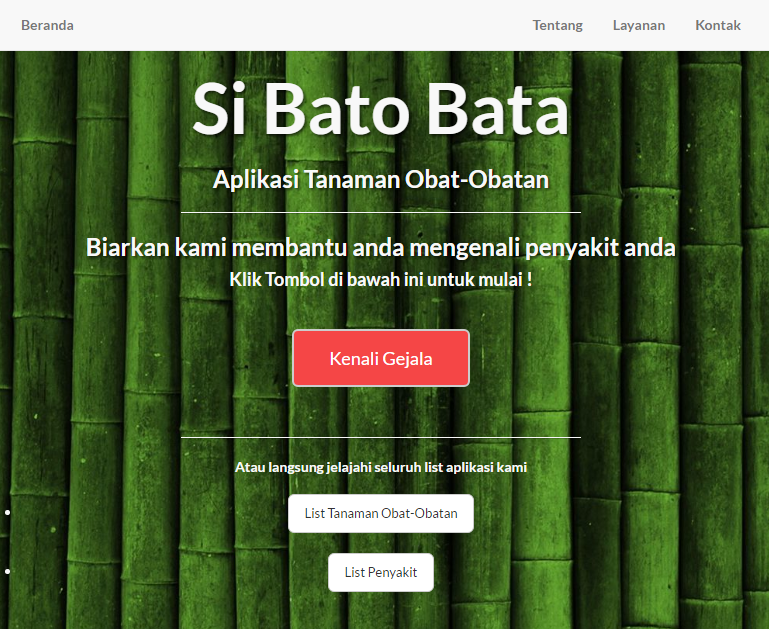 Beranda
Tentang
Layanan
Kontak
Si Bato Bata
Aplikasi Tanaman Obat-Obatan
Biarkan kami membantu anda mengenali penyakit anda
Klik Tombol di bawah ini untuk mulai !
Kenali Gejala
Atau langsung jelajahi seluruh list aplikasi kami
List Tanaman Obat-Obatan
List Penyakit